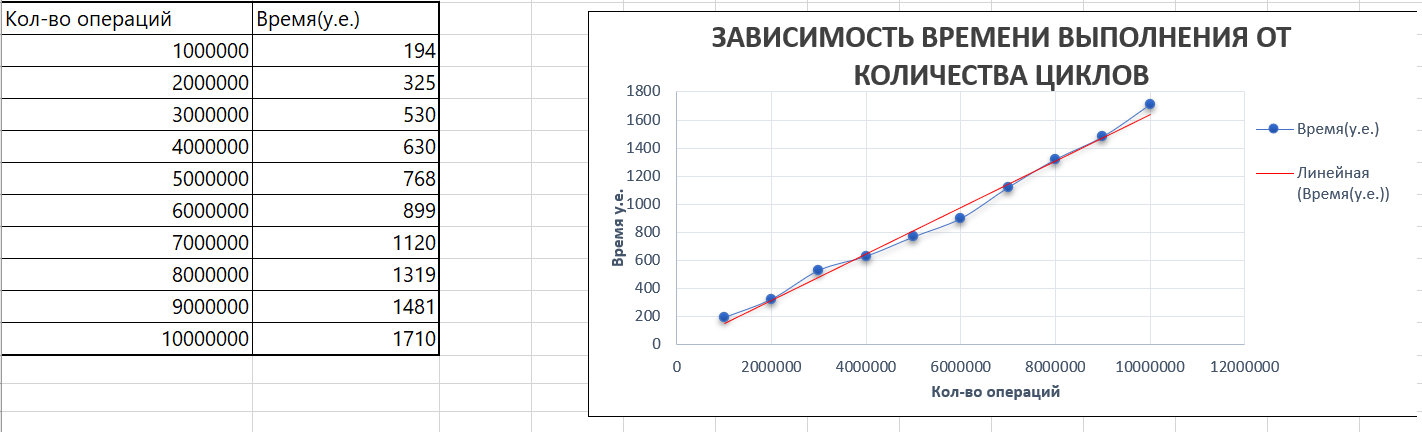 Кол-во операций Время(у.е.)
1000000 194
2000000 325
3000000 530
4000000 630
5000000 768
6000000 899
7000000 1120
8000000 1319
9000000 1481
10000000 1710
ЗАВИСИМОСТЬ ВРЕМЕНИ ВЫПОЛНЕНИЯ ОТ
КОЛИЧЕСТВА ЦИКЛОВ
1800
1600
1400
1200
1000
800
600
400
200
0
Время у.е.
0 2000000 4000000 6000000 8000000 10000000 12000000
Кол-во операций
Время(у.е.)
Линейная
(Время(у.е.))